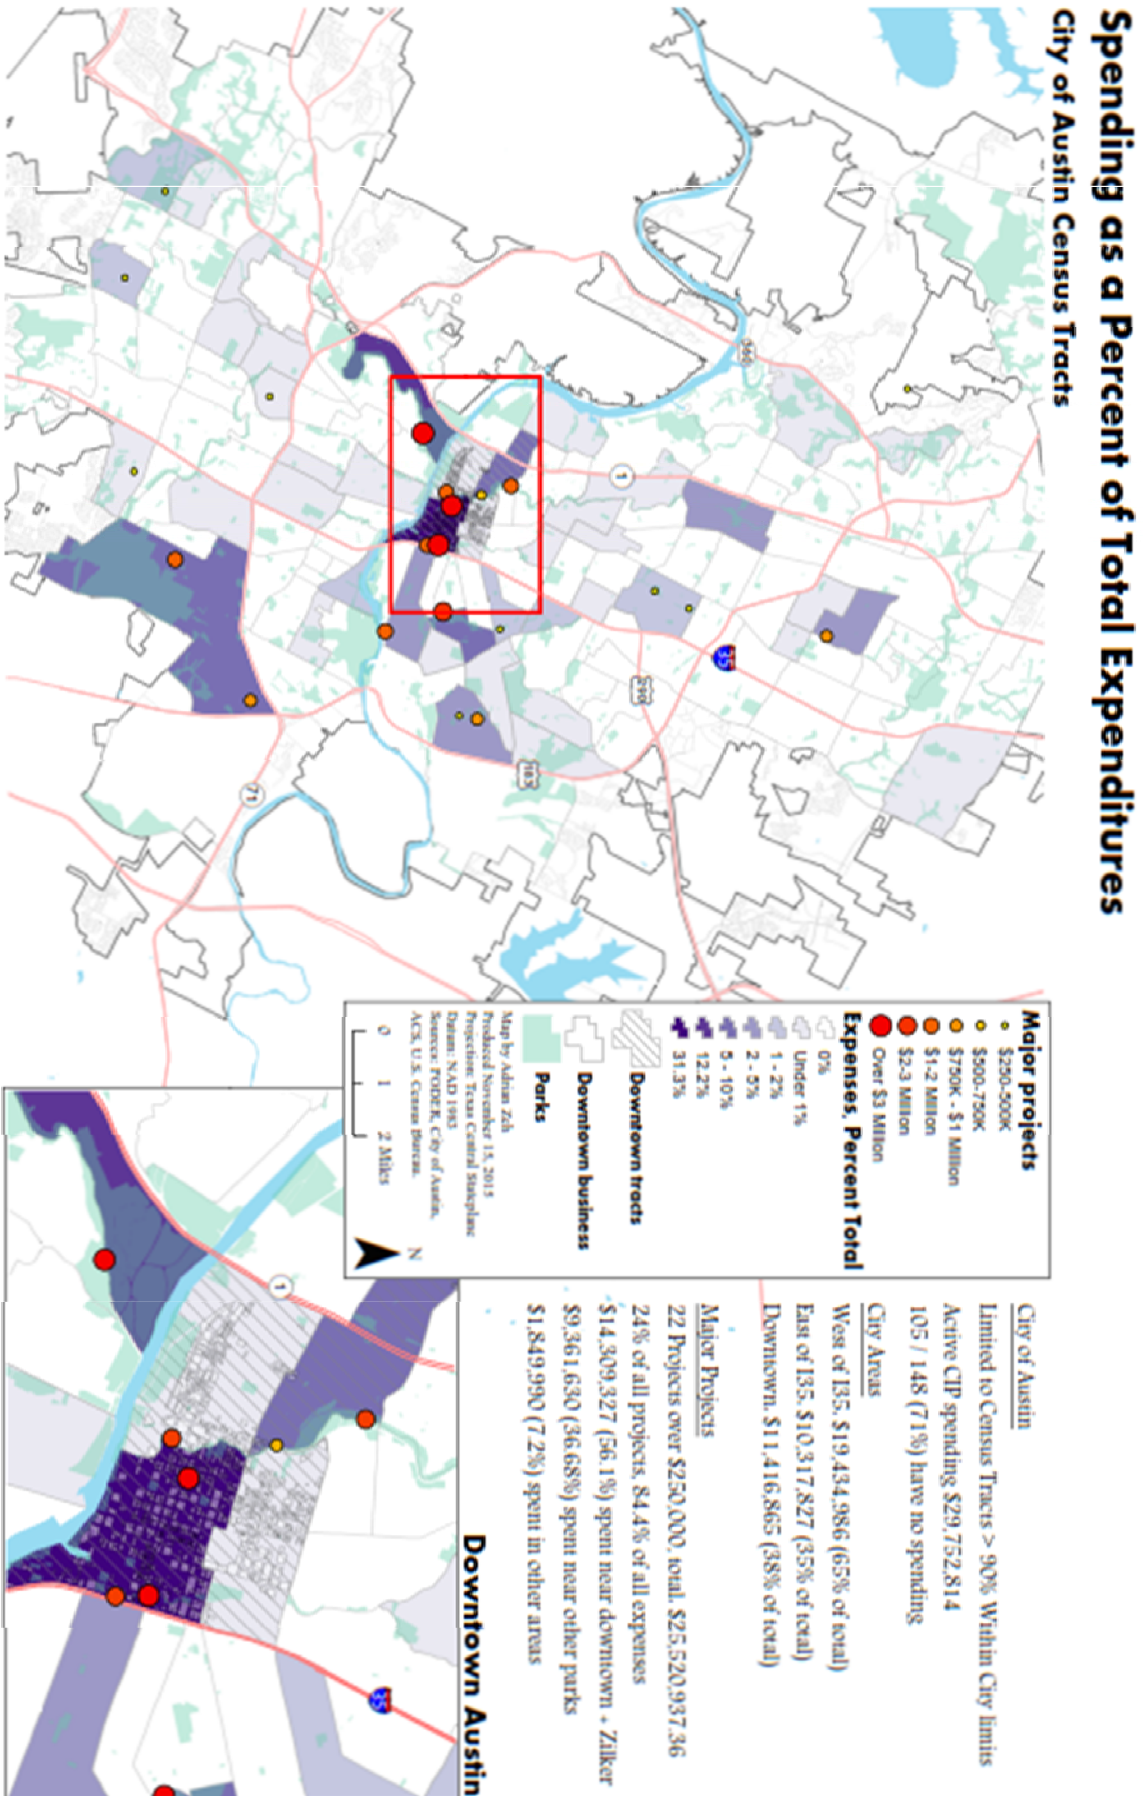 Spending as a Percent of Total Expenditures
City of Austin Census Tracts
360
1
35
290
183
71
Major projects
$250-500K
$500-750K
$750K - $1 Million
$1-2 Million
$2-3 Million
Over $3 Million
Expenses, Percent Total
0%
Under 1%
1 - 2%
2 - 5%
5 - 10%
12.2%
31.3%
Downtown tracts
Downtown business
Parks
Map by Adrian Zeh
Produced November 15, 2015
Projection: Texas Central Stateplane
Datum: NAD 1983
Sources: PODER, City of Austin,
ACS, U.S. Census Bureau.
0 1 2 Miles
N
City of Austin
Limited to Census Tracts > 90% Within City limits
Active CIP spending $29,752,814
105 / 148 (71%) have no spending
City Areas
West of I35. $19,434,986 (65% of total)
East of I35. $10,317,827 (35% of total)
Downtown. $11,416,865 (38% of total)
Major Projects
22 Projects over $250,000, total. $25,520,937.36
24% of all projects, 84.4% of all expenses
$14,309,327 (56.1%) spent near downtown + Zilker
$9,361,630 (36.68%) spent near other parks
$1,849,990 (7.2%) spent in other areas
Downtown Austin
1
35